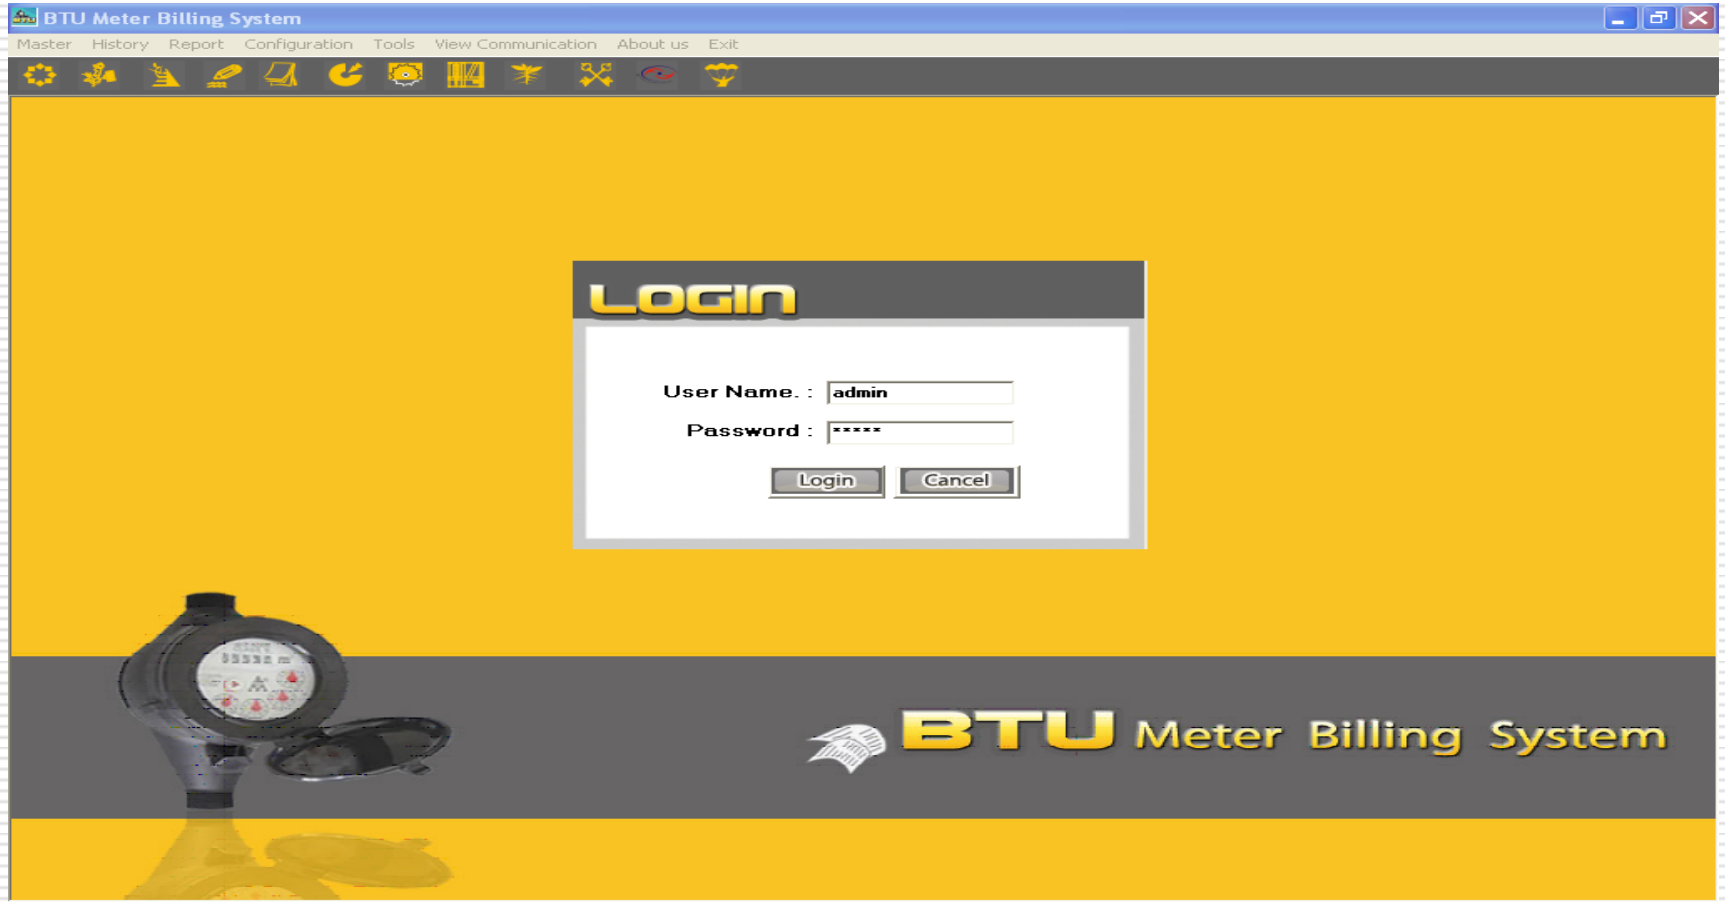 BTU Meter Billing System
Master History Report Configuration Tools View Communication About us Exit
LOGIN
User Name. : admin
Password : *****
Login Cancel
BTU Meter Billing System